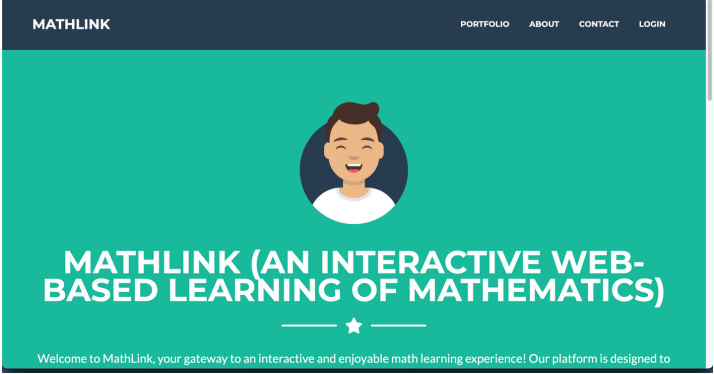 MATHLINK
PORTFOLIO ABOUT CONTACT LOGIN
MATHLINK (AN INTERACTIVE WEB-
BASED LEARNING OF MATHEMATICS)
Welcome to MathLink, your gateway to an interactive and enjoyable math learning experience! Our platform is designed to